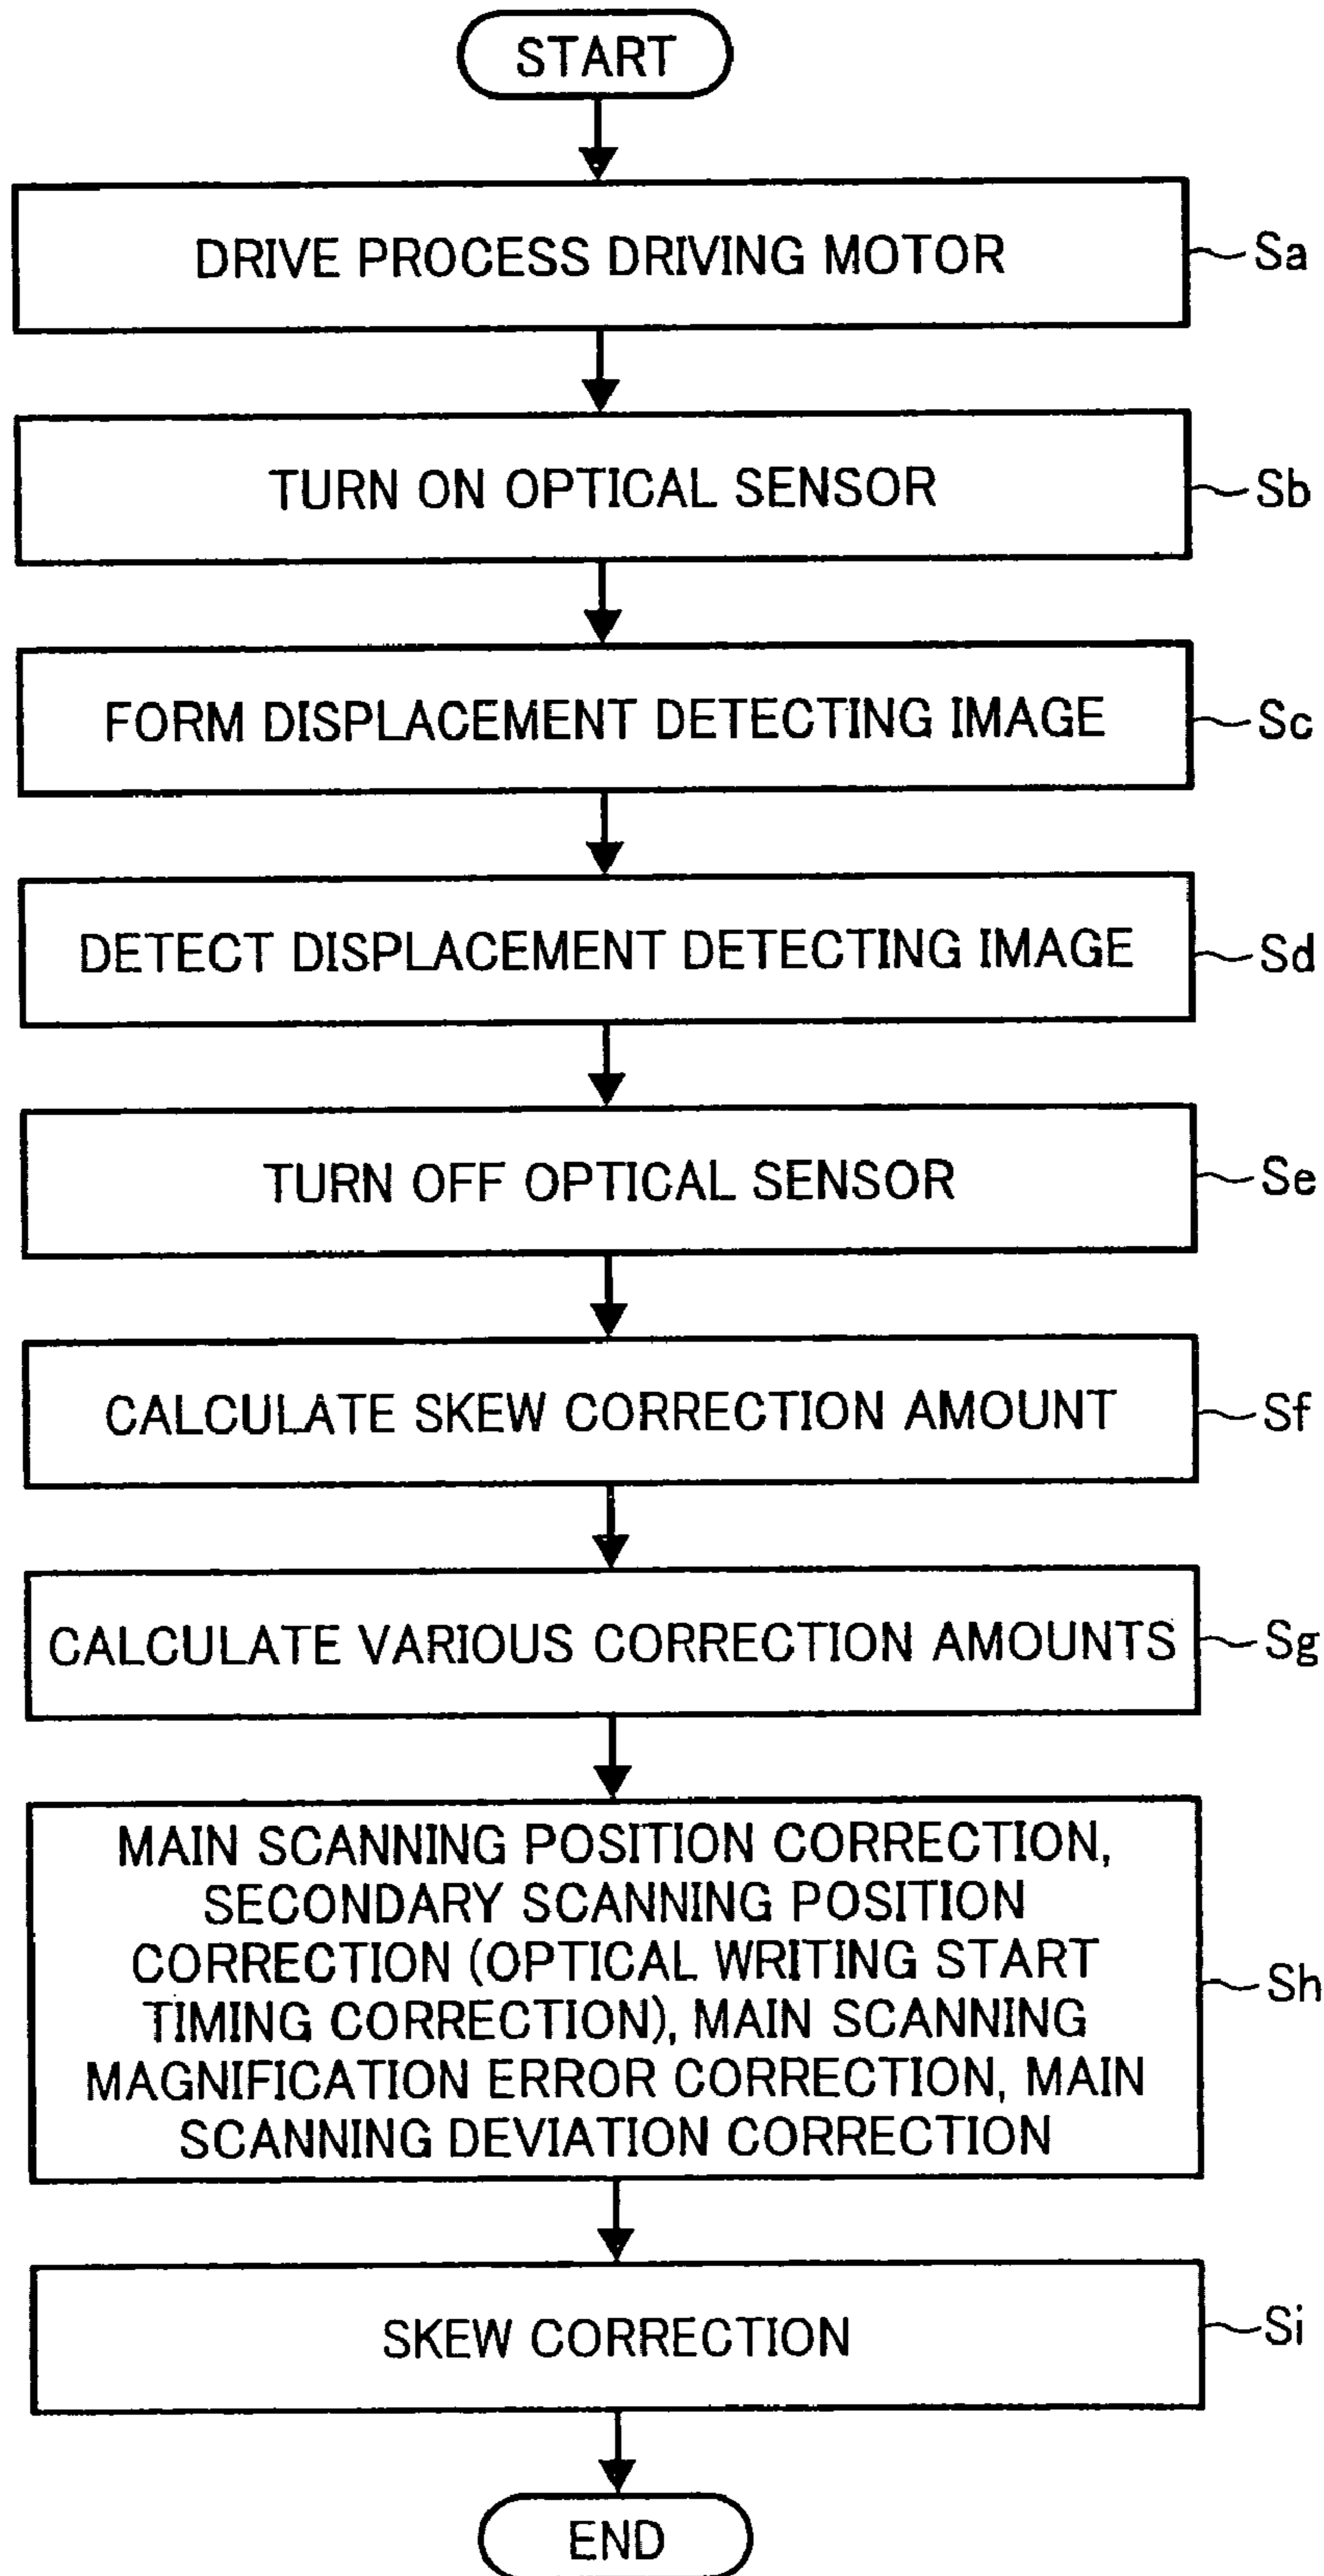 START
DRIVE PROCESS DRIVING MOTOR
Sa
TURN ON OPTICAL SENSOR
Sb
FORM DISPLACEMENT DETECTING IMAGE
Sc
DETECT DISPLACEMENT DETECTING IMAGE
Sd
TURN OFF OPTICAL SENSOR
Se
CALCULATE SKEW CORRECTION AMOUNT
Sf
CALCULATE VARIOUS CORRECTION AMOUNTS
Sg
MAIN SCANNING POSITION CORRECTION,
SECONDARY SCANNING POSITION
CORRECTION (OPTICAL WRITING START
TIMING CORRECTION), MAIN SCANNING
MAGNIFICATION ERROR CORRECTION, MAIN
SCANNING DEVIATION CORRECTION
Sh
SKEW CORRECTION
Si
END